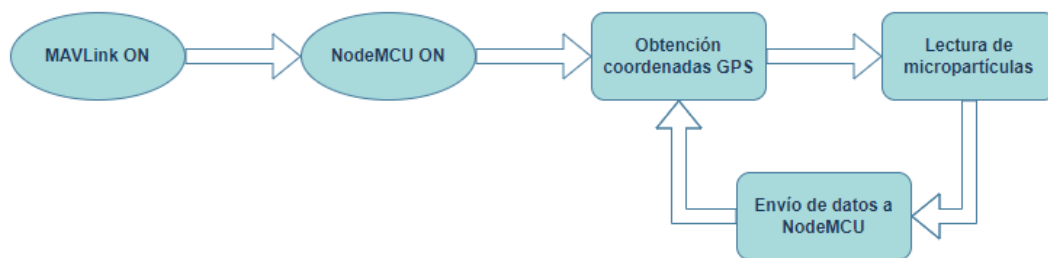 MAVLink ON
NodeMCU ON
Obtención
coordenadas GPS
Lectura de
micropartículas
Envío de datos a
NodeMCU